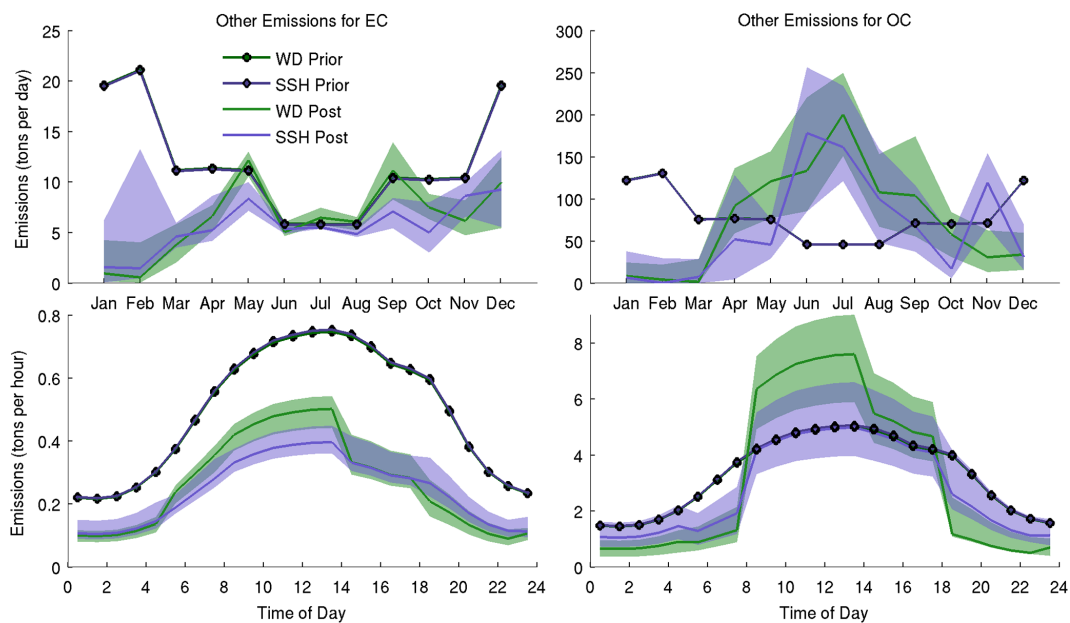 Other Emissions for EC
Other Emissions for OC
Emissions (tons per day)
25
20
15
10
5
0
WD Prior
SSH Prior
WD Post
SSH Post
300
250
200
150
100
50
0
Jan Feb Mar Apr May Jun Jul Aug Sep Oct Nov Dec
Jan Feb Mar Apr May Jun Jul Aug Sep Oct Nov Dec
Emissions (tons per hour)
0.8
0.6
0.4
0.2
0
0 2 4 6 8 10 12 14 16 18 20 22 24
Time of Day
8
6
4
2
0
0 2 4 6 8 10 12 14 16 18 20 22 24
Time of Day